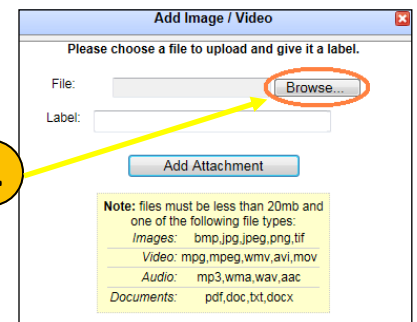 Add Image / Video
Please choose a file to upload and give it a label.
File: Browse...
Label:
Add Attachment
Note: files must be less than 20mb and
one of the following file types:
Images: bmp,jpg,jpeg,png,tif
Video: mpg,mpeg,wmv,avi,mov
Audio: mp3,wma,wav,aac
Documents: pdf,doc,txt,docx